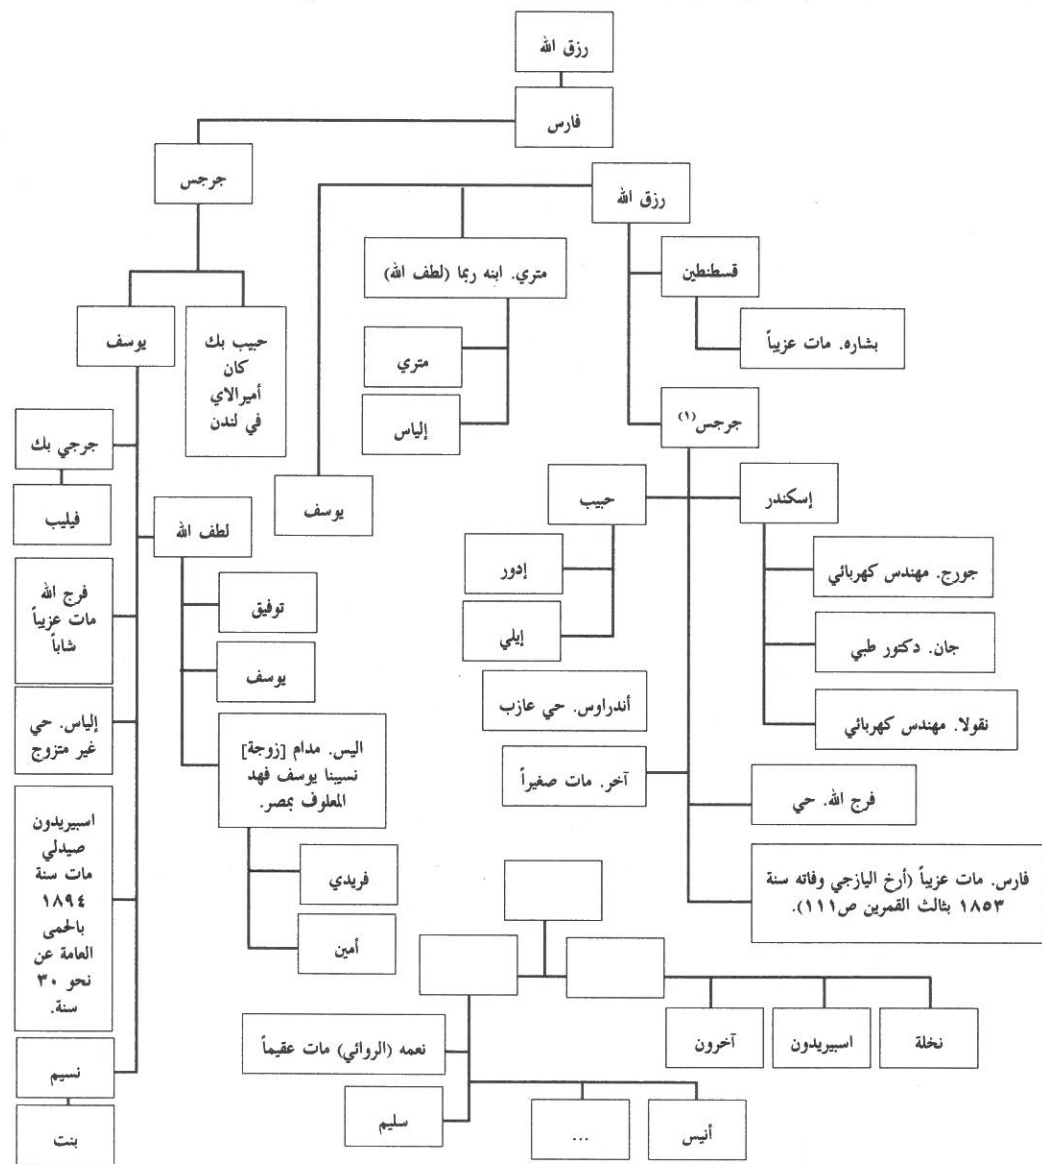 رزق الله
فارس
جرجس
رزق الله
متري. ابنه ربما (لطف الله)
قسطنطين
يوسف
حبيب بك
كان
أميرالاي
في لندن
بشاره. مات عزيباً
متري
إلياس
جرجس(١)
جرجي بك
فيليب
لطف الله
يوسف
حبيب
إسكندر
إدور
إيلي
جورج. مهندس كهربائي
جان. دكتور طبي
نقولا. مهندس كهربائي
فرج الله
مات عزيباً
شاباً
توفيق
يوسف
إلياس. حي
غير متزوج
اليس. مدام [زوجة]
نسيبنا يوسف فهد
المعلوف بمصر.
أندراوس. حي عازب
آخر. مات صغيراً
فرج الله. حي
اسبيريدون
صيدلي
مات سنة
١٨٩٤
بالحمى
العامة عن
نحو ٣٠
سنة.
فريدي
أمين
فارس. مات عزيباً (أرخ اليازجي وفاته سنة
١٨٥٣ بثالث القمرين ص١١١).
نخلة
اسبيريدون
آخرون
نعمه (الروائي) مات عقيماً
سليم
...
أنيس
نسيم
بنت